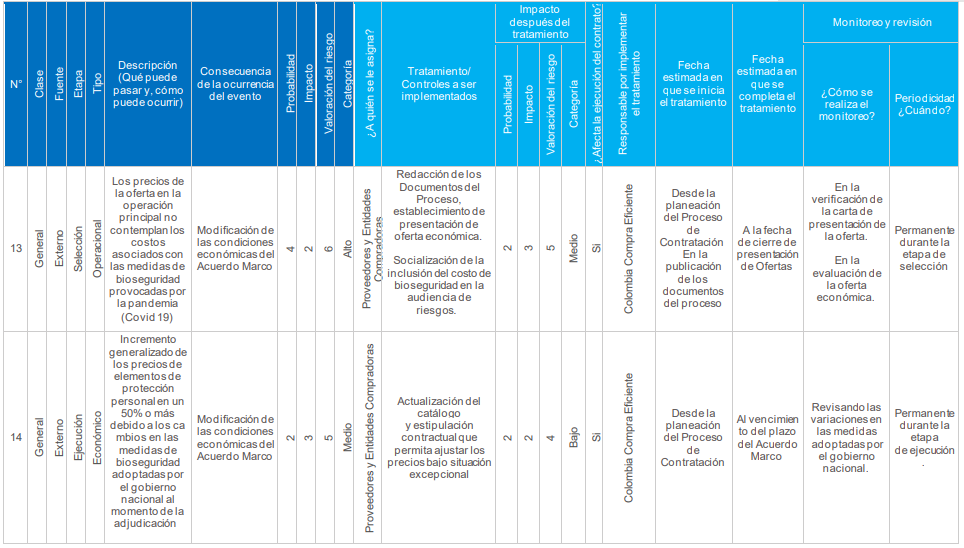 N°
Clase
Fuente
Etapa
Tipo
Descripción
(Qué puede
pasar y, cómo
puede ocurrir)
Consecuencia
de la ocurrencia
del evento
Probabilidad
Impacto
Valoración del riesgo
Categoría
¿A quién se le asigna?
Tratamiento/
Controles a ser
implementados
Impacto
después del
tratamiento
Probabilidad
Impacto
Valoración del riesgo
Categoría
¿Afecta la ejecución del contrato?
Responsable por implementar
el tratamiento
Fecha
estimada en
que se inicia
el tratamiento
Fecha
estimada en
que se
completa el
tratamiento
Monitoreo y revisión
¿Cómo se
realiza el
monitoreo?
Periodicidad
¿Cuándo?
13
General
Externo
Selección
Operacional
Los precios de
la oferta en la
operación
principal no
contemplan los
costos
asociados con
las medidas de
bioseguridad
provocadas por
la pandemia
(Covid 19)
Modificación de
las condiciones
económicas del
Acuerdo Marco
4
2
6
Alto
Proveedores y Entidades
Compradoras
Redacción de los
Documentos del
Proceso,
establecimiento de
presentación de
oferta económica.
Socialización de la
inclusión del costo de
bioseguridad en la
audiencia de
riesgos.
2
3
5
Medio
Si
Colombia Compra Eficiente
Desde la
planeación
del Proceso
de
Contratación
En la
publicación
de los
documentos
del proceso
A la fecha
de cierre de
presentación
de Ofertas
En la
verificación de
la carta de
presentación de
la oferta.
En la
evaluación de
la oferta
económica.
Permanente
durante la
etapa de
selección
14
General
Externo
Ejecución
Económico
Incremento
generalizado de
los precios de
elementos de
protección
personal en un
50% o más
debido a los ca
mbios en las
medidas de
bioseguridad
adoptadas por
el gobierno
nacional al
momento de la
adjudicación
Modificación de
las condiciones
económicas del
Acuerdo Marco
2
3
5
Medio
Proveedores y Entidades Compradoras
Actualización del
catálogo
y estipulación
contractual que
permita ajustar los
precios bajo situación
excepcional
2
2
4
Bajo
Si
Colombia Compra Eficiente
Desde la
planeación
del Proceso
de
Contratación
Al vencimien
to del plazo
del Acuerdo
Marco
Revisando las
variaciones en
las medidas
adoptadas por
el gobierno
nacional.
Permanente
durante la
etapa
de ejecución
.